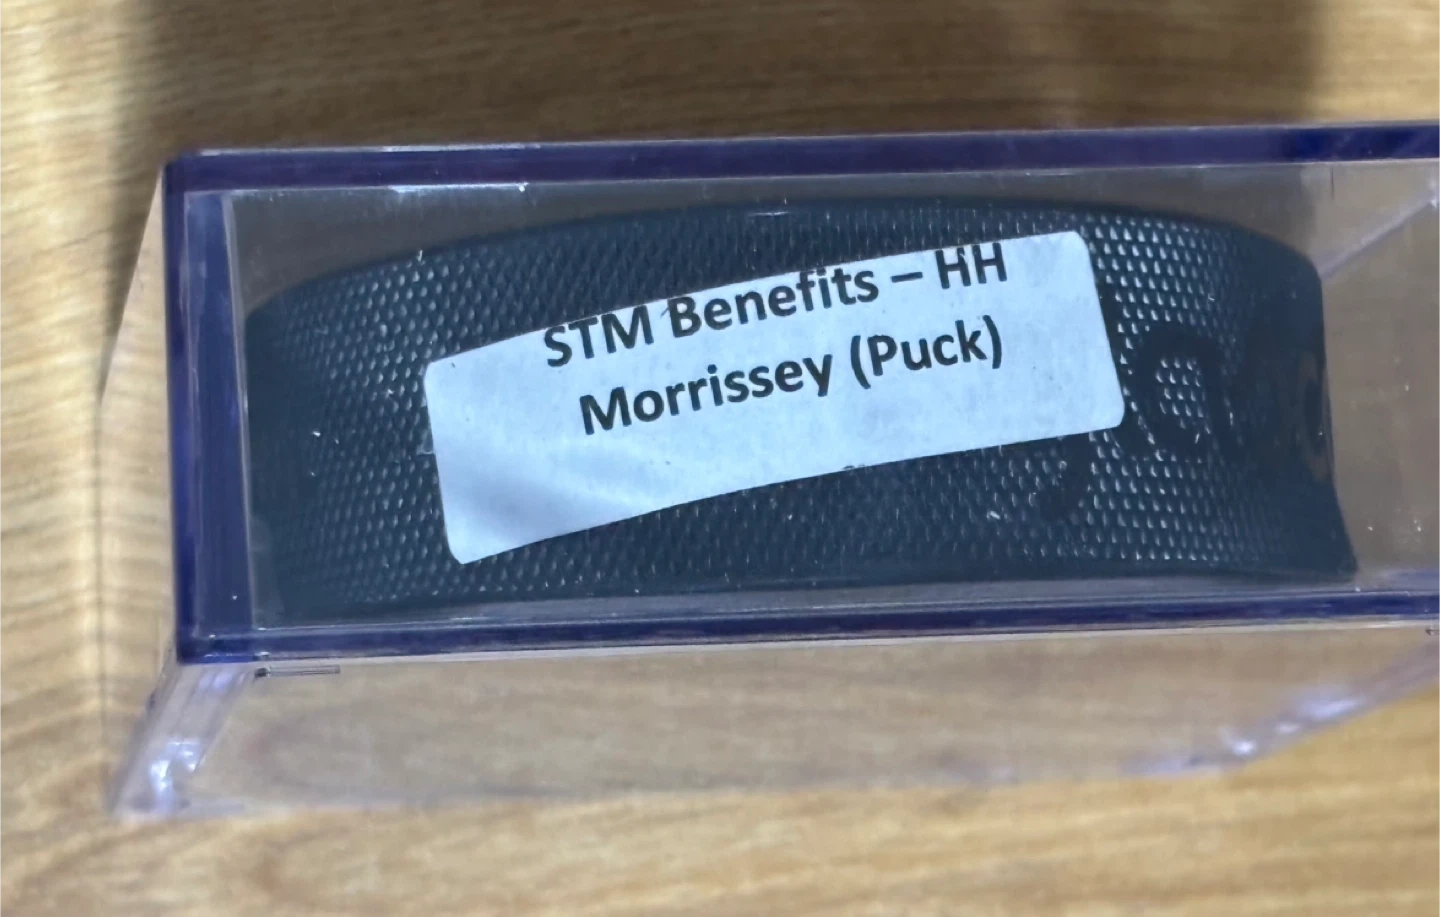 STM Benefits – HH
Morrissey (Puck)